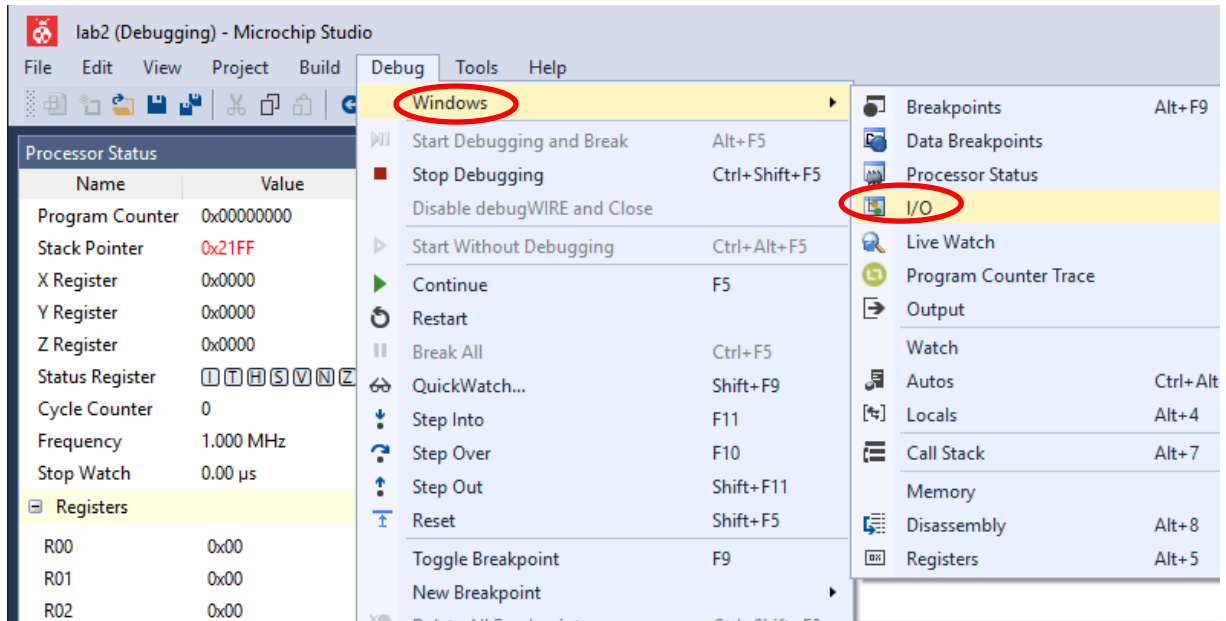 lab2 (Debugging) - Microchip Studio
File Edit View Project Build Debug Tools Help
Processor Status
Name Value
Program Counter 0x00000000
Stack Pointer 0x21FF
X Register 0x0000
Y Register 0x0000
Z Register 0x0000
Status Register I T H S V N Z
Cycle Counter 0
Frequency 1.000 MHz
Stop Watch 0.00 µs
Registers
R00 0x00
R01 0x00
R02 0x00
Windows
Start Debugging and Break Alt+F5
Stop Debugging Ctrl+Shift+F5
Disable debugWIRE and Close
Start Without Debugging Ctrl+Alt+F5
Continue F5
Restart
Break All Ctrl+F5
QuickWatch... Shift+F9
Step Into F11
Step Over F10
Step Out Shift+F11
Reset Shift+F5
Toggle Breakpoint F9
New Breakpoint
Breakpoints Alt+F9
Data Breakpoints
Processor Status
I/O
Live Watch
Program Counter Trace
Output
Watch
Autos Ctrl+Alt
Locals Alt+4
Call Stack Alt+7
Memory
Disassembly Alt+8
Registers Alt+5